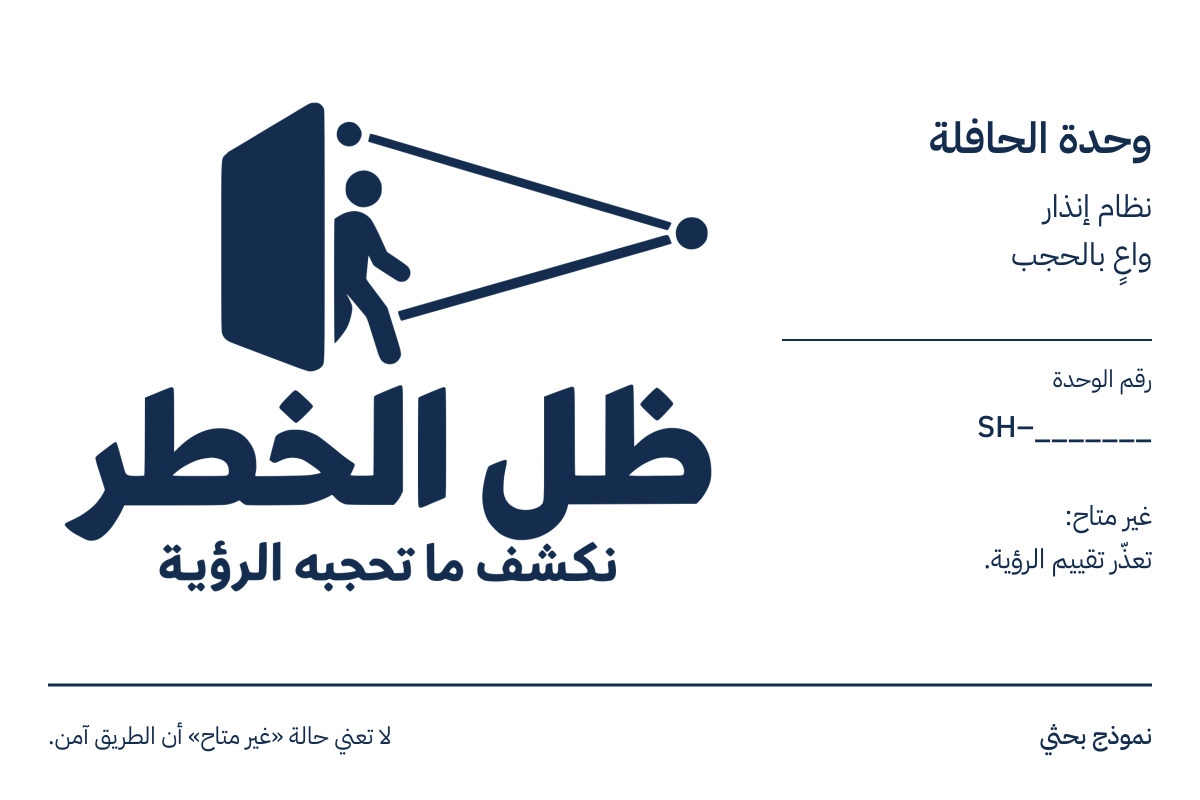 وحدة الحافلة
نظام إنذار
واعٍ بالحجب
رقم الوحدة
SH–_______
غير متاح:
تعذّر تقييم الرؤية.
ظل الخطر
نكشف ما تحجبه الرؤية
نموذج بحثي
لا تعني حالة «غير متاح» أن الطريق آمن.